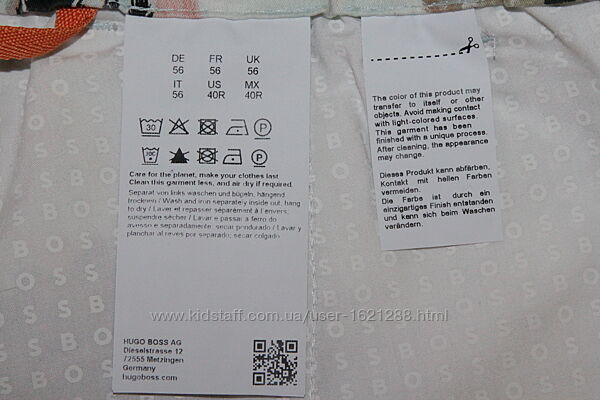 DE FR UK
56 56 56
IT US MX
56 40R 40R
30
Care for the planet, make your clothes last
Clean this garment less, and air dry if required.
Separat von links waschen und bügeln, hängend
trocknen / Wash and iron separately inside out, hang
to dry / Laver et repasser séparément à l'envers,
suspendre sécher / Lavar e passar a ferro do
avesso e separadamente, secar pendurado / Lavar y
planchar al revés por separado, secar colgado
HUGO BOSS AG
Dieselstrasse 12
72555 Metzingen
Germany
hugoboss.com
The color of this product may
transfer to itself or other
objects. Avoid making contact
with light-colored surfaces.
This garment has been
finished with a unique process.
After cleaning, the appearance
may change.
Dieses Produkt kann abfärben,
Kontakt mit hellen Farben
vermeiden.
Die Farbe ist durch ein
einzigartiges Finish entstanden
und kann sich beim Waschen
verändern.
BOSS
www.kidstaff.com.ua/user-1621288.html